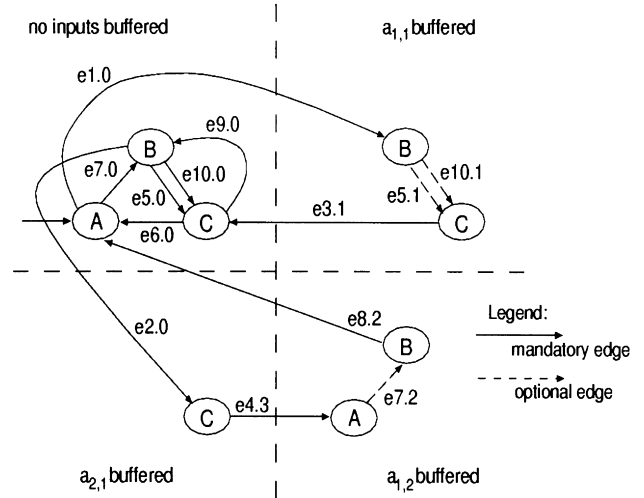 no inputs buffered
a1,1 buffered
e1.0
e9.0
B
B
e7.0
e10.0
e10.1
e5.0
e5.1
A
C
e3.1
C
e6.0
e8.2
Legend:
e2.0
B
mandatory edge
e7.2
optional edge
C
e4.3
A
a2,1 buffered
a1,2 buffered